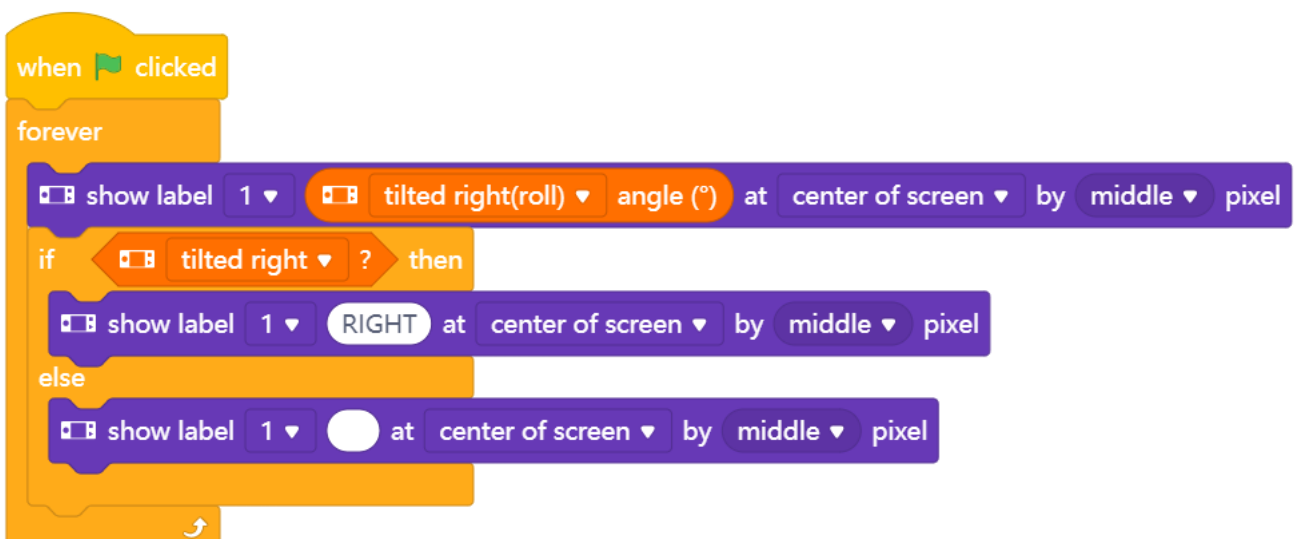 when clicked
forever
show label 1 ▾ tilted right(roll) ▾ angle (°) at center of screen ▾ by middle ▾ pixel
if tilted right ▾ ? then
show label 1 ▾ RIGHT at center of screen ▾ by middle ▾ pixel
else
show label 1 ▾ at center of screen ▾ by middle ▾ pixel